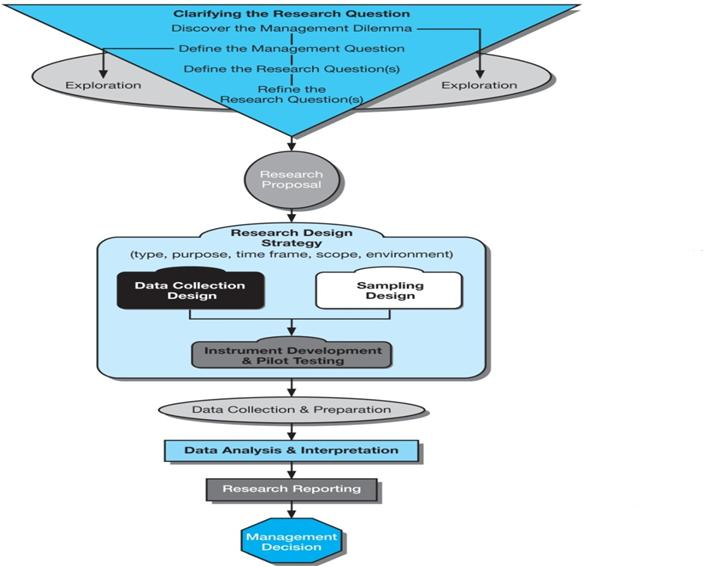 Clarifying the Research Question
Discover the Management Dilemma
Define the Management Question
Define the Research Question(s)
Exploration
Refine the
Research Question(s)
Exploration
Research
Proposal
Research Design
Strategy
(type, purpose, time frame, scope, environment)
Data Collection
Design
Sampling
Design
Instrument Development
& Pilot Testing
Data Collection & Preparation
Data Analysis & Interpretation
Research Reporting
Management
Decision